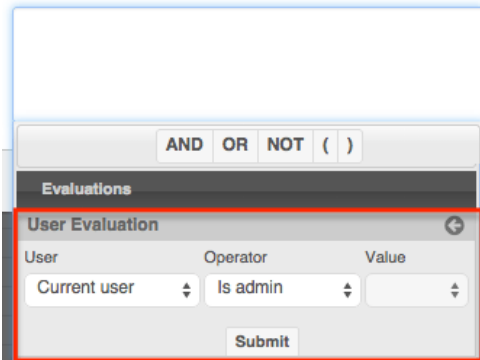 AND OR NOT ( )
Evaluations
User Evaluation
User Operator Value
Current user Is admin
Submit